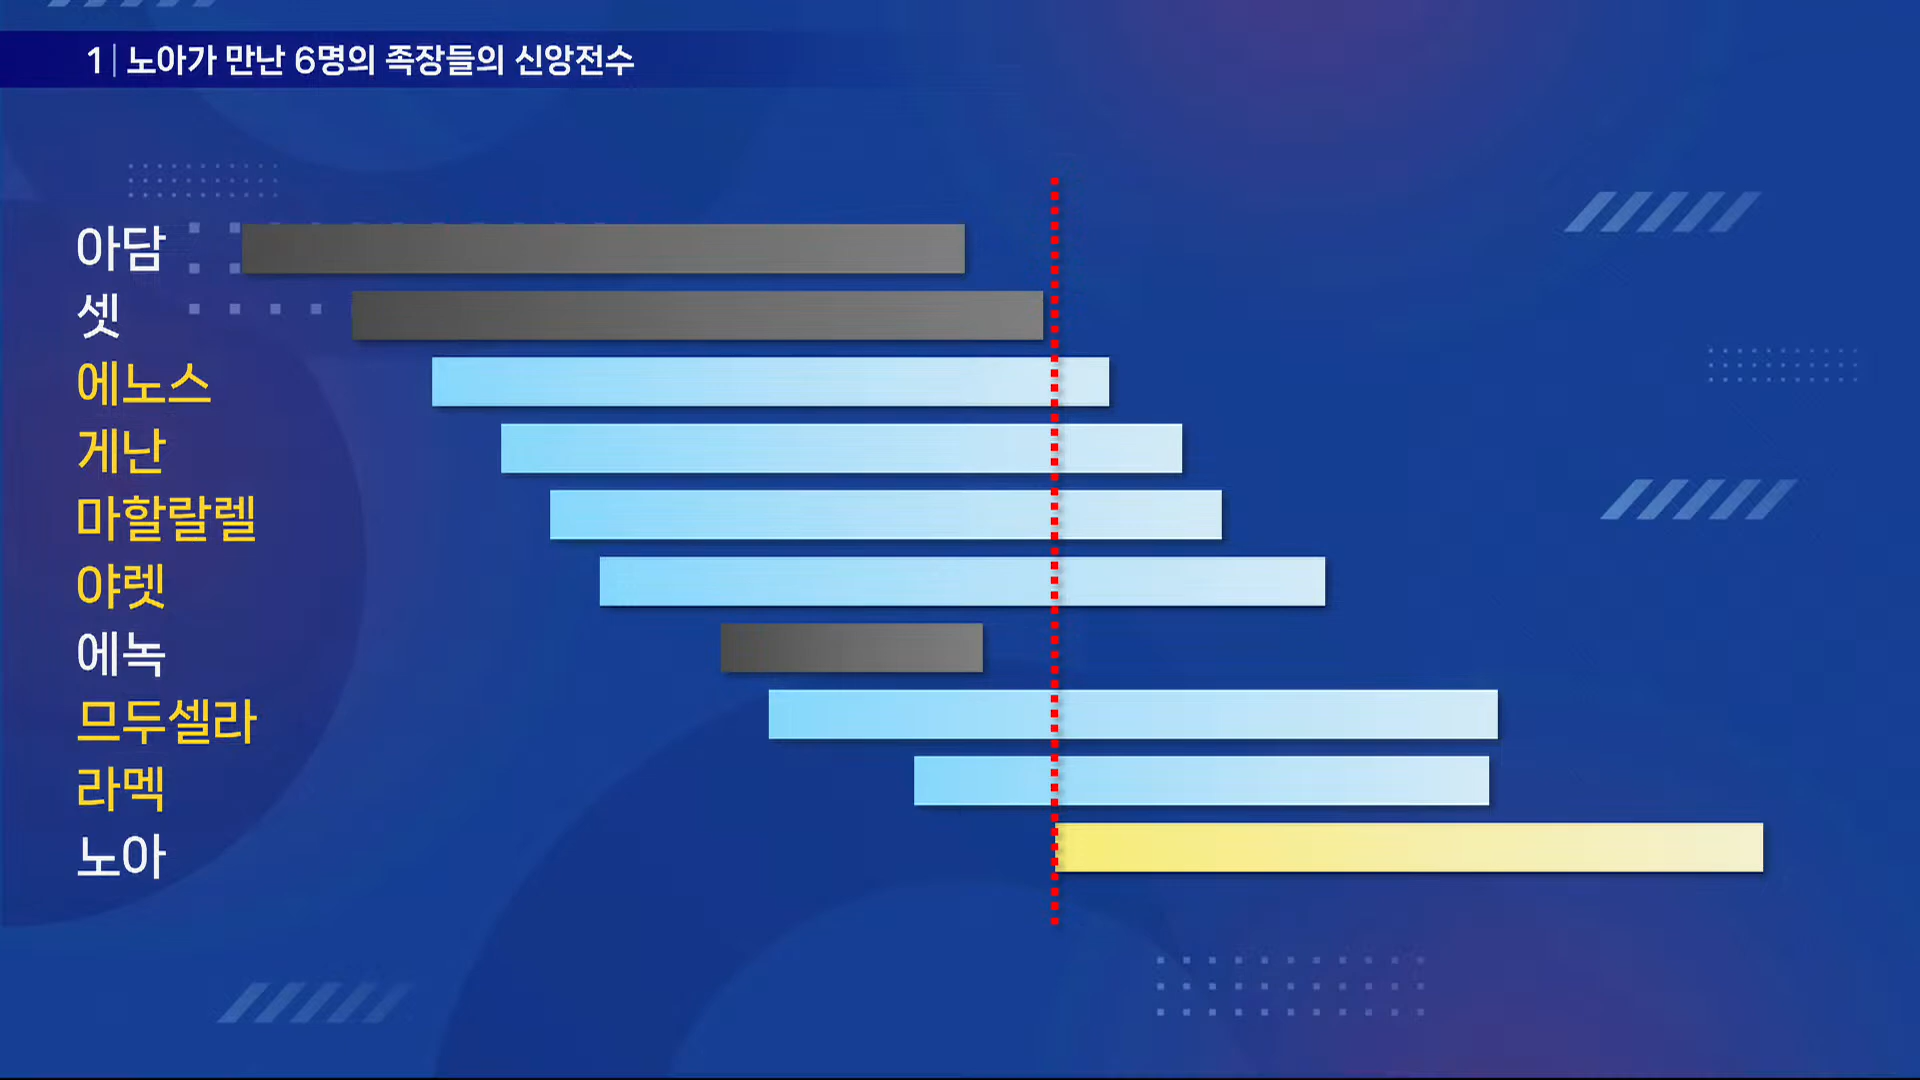 1 | 노아가 만난 6명의 족장들의 신앙전수
아담
셋
에노스
게난
마할랄렐
야렛
에녹
므두셀라
라멕
노아